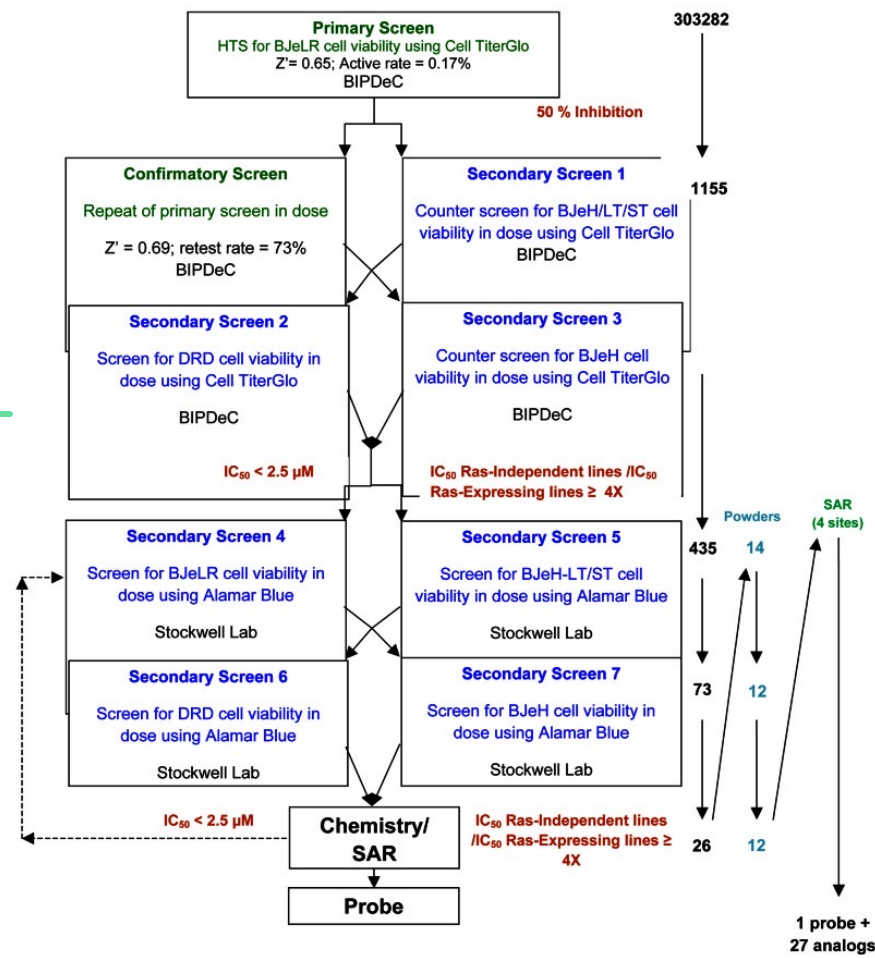 Primary Screen
HTS for BJeLR cell viability using Cell TiterGlo
Z'= 0.65; Active rate = 0.17%
BIPDeC
303282
50 % Inhibition
Confirmatory Screen
Repeat of primary screen in dose
Z' = 0.69; retest rate = 73%
BIPDeC
Secondary Screen 1
Counter screen for BJeH/LT/ST cell
viability in dose using Cell TiterGlo
BIPDeC
1155
Secondary Screen 2
Screen for DRD cell viability in
dose using Cell TiterGlo
BIPDeC
Secondary Screen 3
Counter screen for BJeH cell
viability in dose using Cell TiterGlo
BIPDeC
IC₅₀ < 2.5 µM
IC₅₀ Ras-Independent lines /IC₅₀
Ras-Expressing lines ≥ 4X
SAR
(4 sites)
Powders
Secondary Screen 4
Screen for BJeLR cell viability in
dose using Alamar Blue
Stockwell Lab
Secondary Screen 5
Screen for BJeH-LT/ST cell
viability in dose using Alamar Blue
Stockwell Lab
435
14
Secondary Screen 6
Screen for DRD cell viability in
dose using Alamar Blue
Stockwell Lab
Secondary Screen 7
Screen for BJeH cell viability in
dose using Alamar Blue
Stockwell Lab
73
12
IC₅₀ < 2.5 µM
Chemistry/
SAR
IC₅₀ Ras-Independent lines
/IC₅₀ Ras-Expressing lines ≥
4X
26
12
Probe
1 probe +
27 analogs